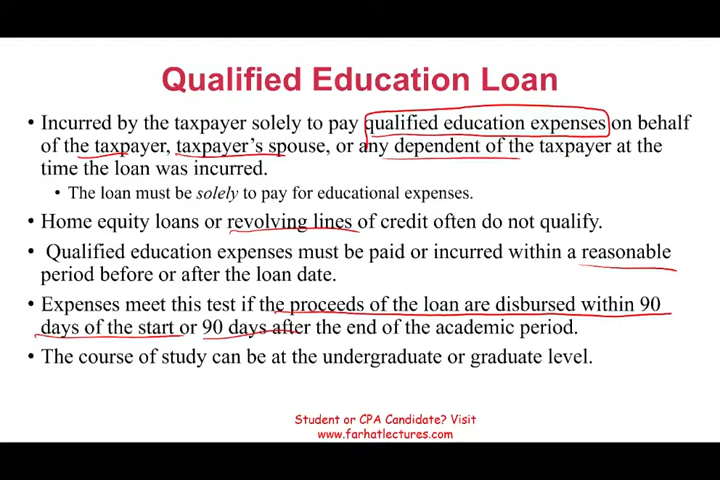 Qualified Education Loan
• Incurred by the taxpayer solely to pay qualified education expenses on behalf
of the taxpayer, taxpayer's spouse, or any dependent of the taxpayer at the
time the loan was incurred.
• The loan must be solely to pay for educational expenses.
• Home equity loans or revolving lines of credit often do not qualify.
• Qualified education expenses must be paid or incurred within a reasonable
period before or after the loan date.
• Expenses meet this test if the proceeds of the loan are disbursed within 90
days of the start or 90 days after the end of the academic period.
• The course of study can be at the undergraduate or graduate level.
Student or CPA Candidate? Visit
www.farhatlectures.com